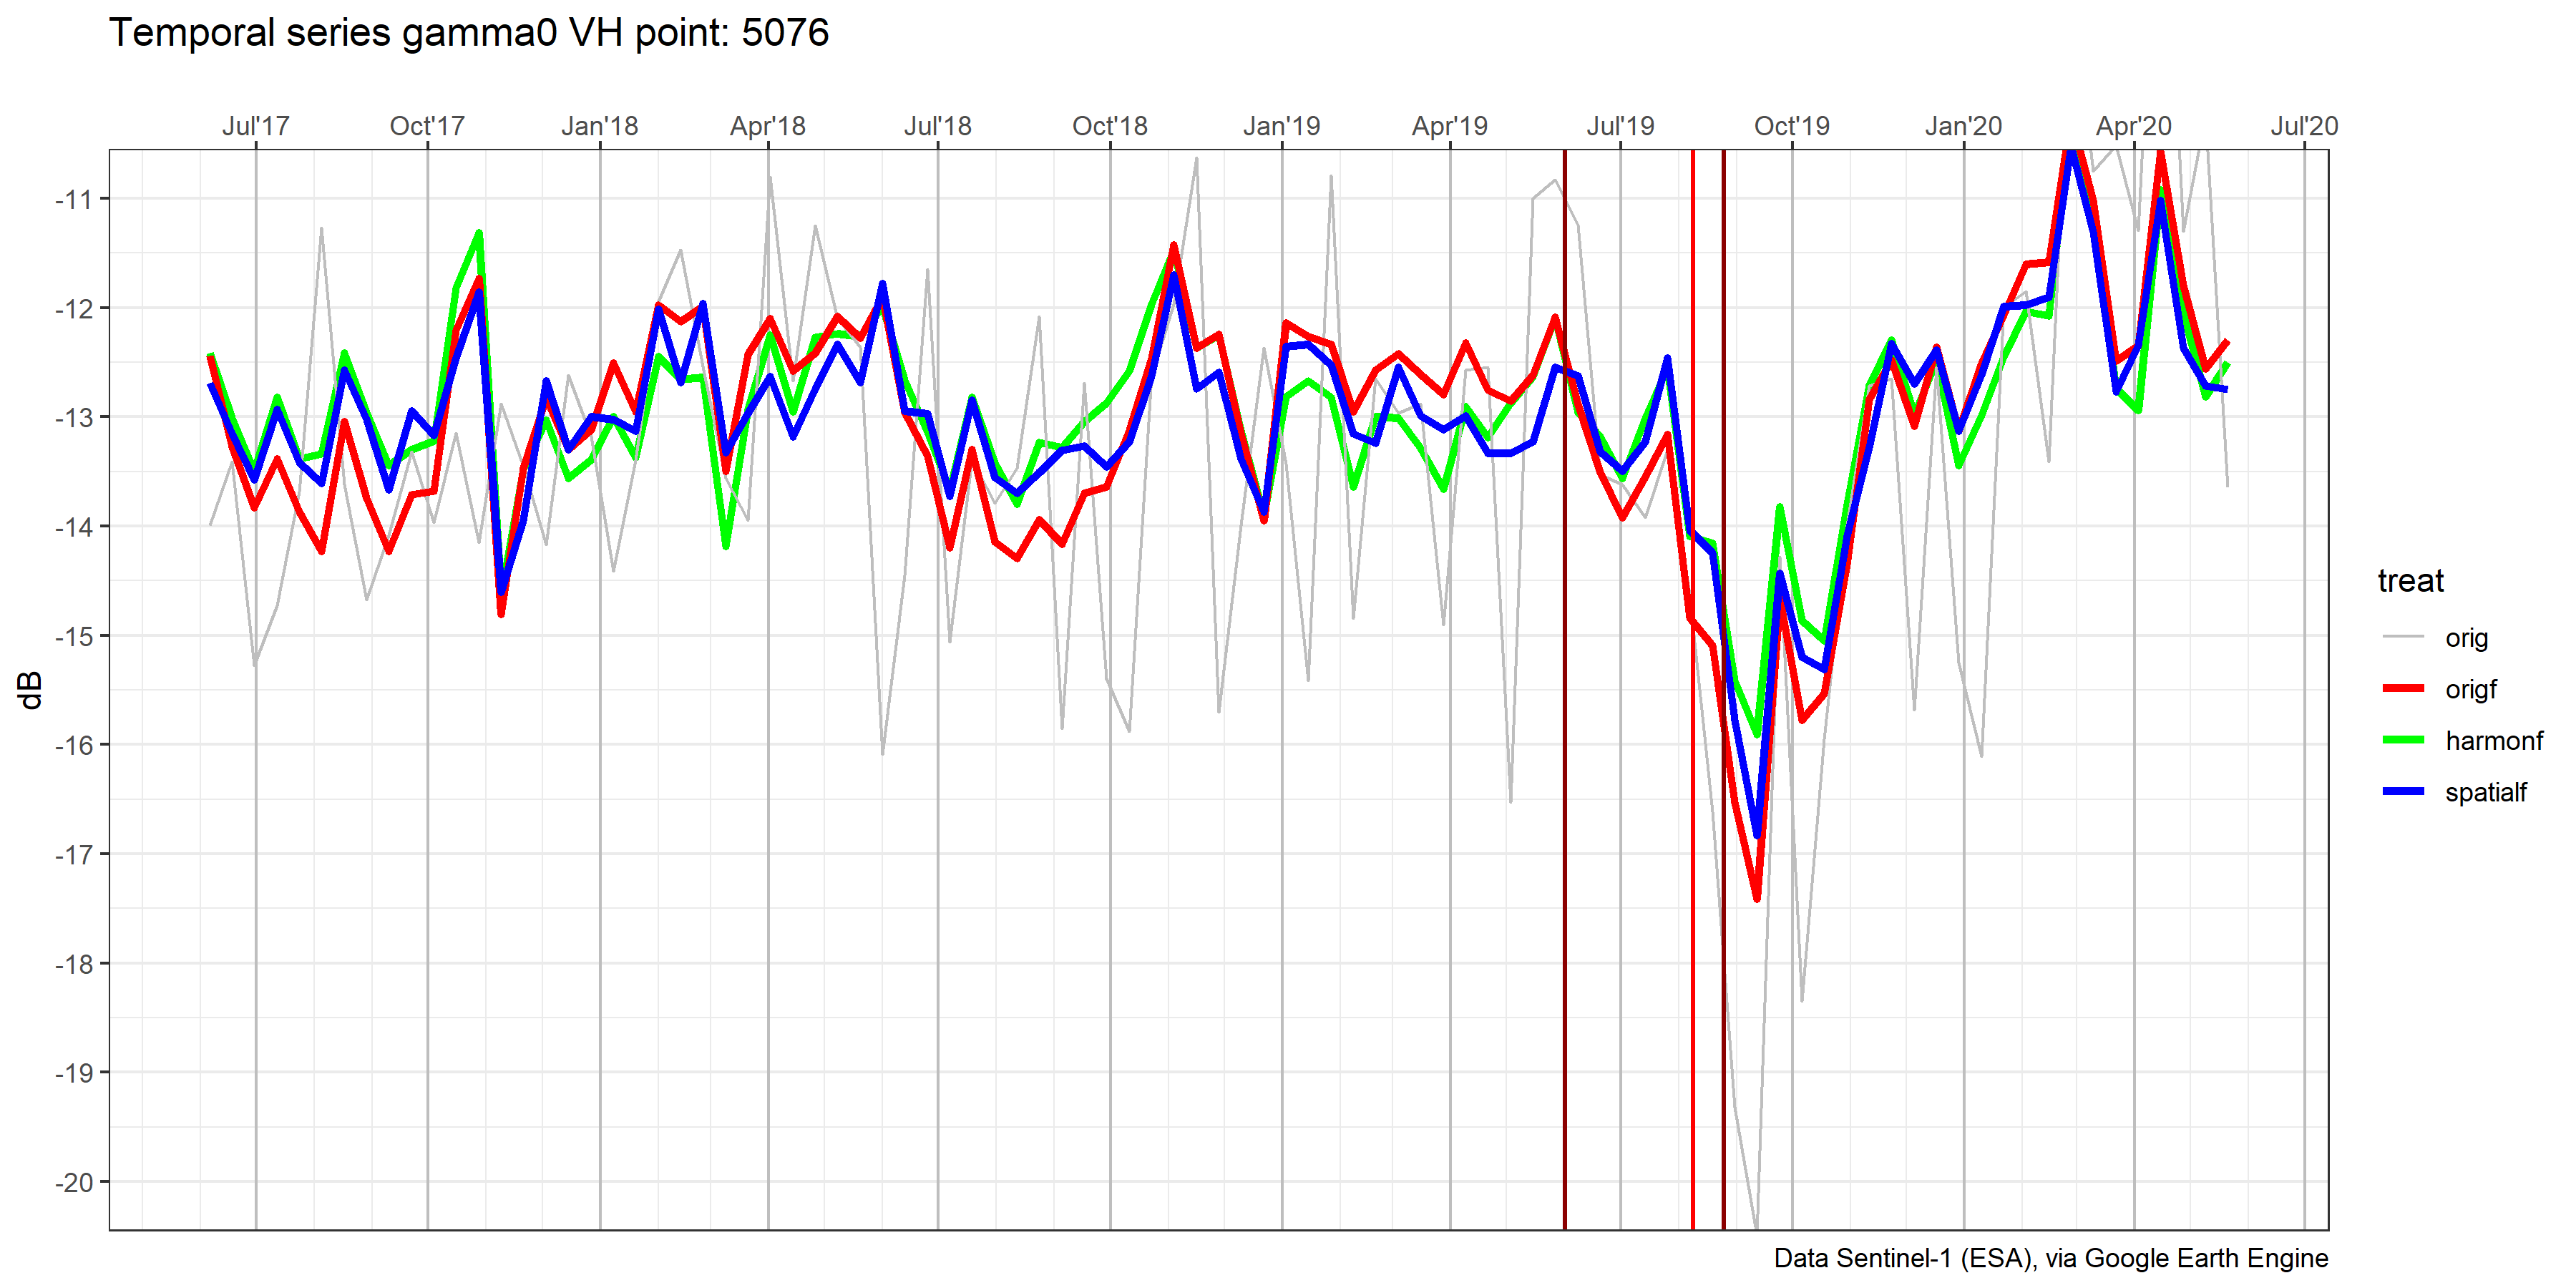 Temporal series gamma0 VH point: 5076
Jul'17 Oct'17 Jan'18 Apr'18 Jul'18 Oct'18 Jan'19 Apr'19 Jul'19 Oct'19 Jan'20 Apr'20 Jul'20
-11
-12
-13
-14
-15
-16
-17
-18
-19
-20
dB
treat
orig
origf
harmonf
spatialf
Data Sentinel-1 (ESA), via Google Earth Engine